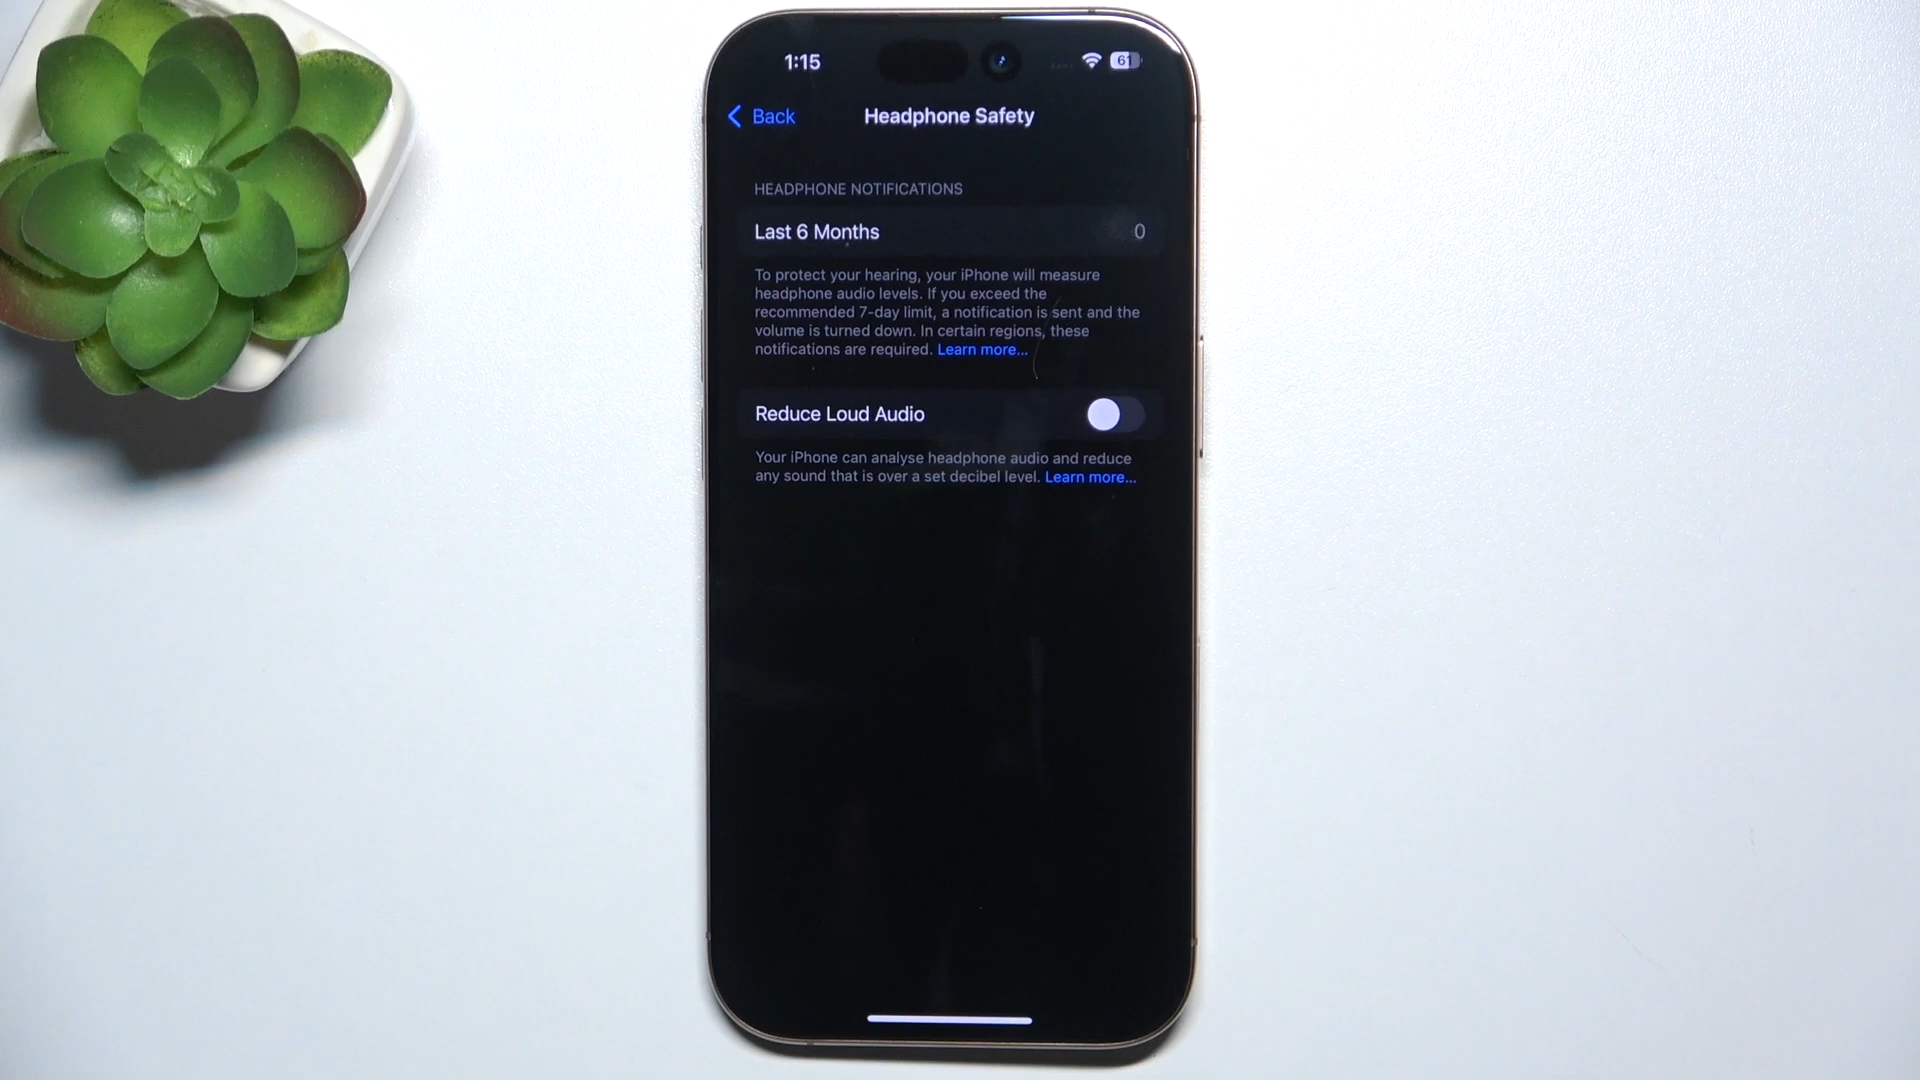 1:15
61
Back
Headphone Safety
HEADPHONE NOTIFICATIONS
Last 6 Months 0
To protect your hearing, your iPhone will measure
headphone audio levels. If you exceed the
recommended 7-day limit, a notification is sent and the
volume is turned down. In certain regions, these
notifications are required. Learn more...
Reduce Loud Audio
Your iPhone can analyse headphone audio and reduce
any sound that is over a set decibel level. Learn more...